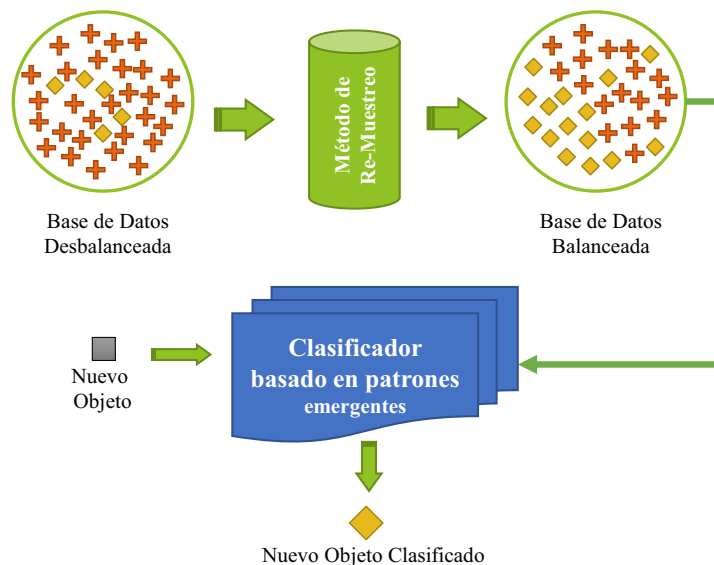 Base de Datos
Desbalanceada
Método de
Re-Muestreo
Base de Datos
Balanceada
Nuevo
Objeto
Clasificador
basado en patrones
emergentes
Nuevo Objeto Clasificado